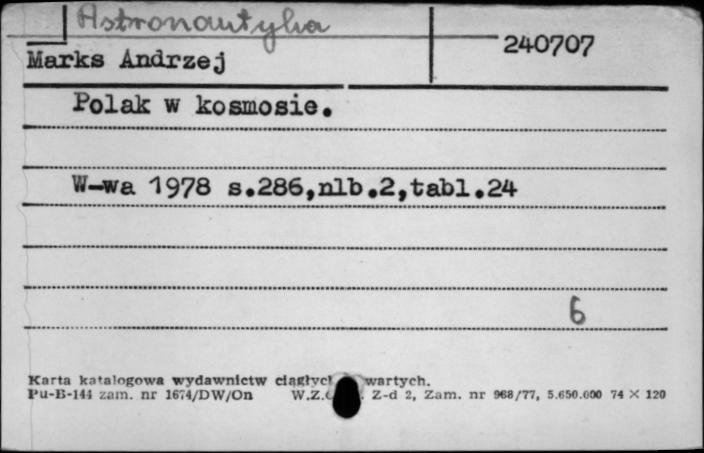 Astronautyka
240707
Marks Andrzej
Polak w kosmosie.
W-wa 1978 s.286,nlb.2,tabl.24
6
Karta katalogowa wydawnictw wartych.
Pu-B-144 zam. nr 1674/DW/On W.Z. Z-d 2, Zam. nr 968/77, 5.650.000 74 × 120